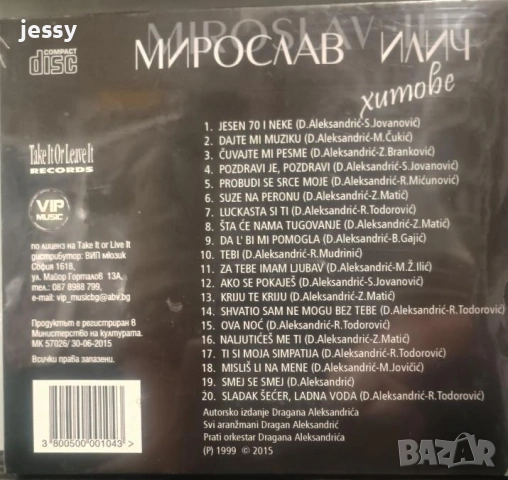 jessy
MIROSLAV ILIĆ
COMPACT
disc
МИРОСЛАВ ИЛИЧ
хитове
1. JESEN 70 I NEKE (D.Aleksandrić-S.Jovanović)
2. DAJTE MI MUZIKU (D.Aleksandrić-M.Čukić)
3. ČUVAJTE MI PESME (D.Aleksandrić-Z.Branković)
4. POZDRAVI JE, POZDRAVI (D.Aleksandrić-S.Jovanović)
5. PROBUDI SE SRCE MOJE (D.Aleksandrić-R.Mićunović)
6. SUZE NA PERONU (D.Aleksandrić-Z.Matić)
7. LUCKASTA SI TI (D.Aleksandrić-R.Todorović)
8. ŠTA ĆE NAMA TUGOVANJE (D.Aleksandrić-Z.Matić)
9. DA L' BI MI POMOGLA (D.Aleksandrić-B.Gajić)
10. TEBI (D.Aleksandrić-R.Mudrinić)
11. ZA TEBE IMAM LJUBAV (D.Aleksandrić-M.Ž.Ilić)
12. AKO SE POKAJEŠ (D.Aleksandrić-S.Jovanović)
13. KRIJU TE KRIJU (D.Aleksandrić-Z.Matić)
14. SHVATIO SAM NE MOGU BEZ TEBE (D.Aleksandrić-R.Todorović)
15. OVA NOĆ (D.Aleksandrić-R.Todorović)
16. NALJUTIĆEŠ ME TI (D.Aleksandrić-Z.Matić)
17. TI SI MOJA SIMPATIJA (D.Aleksandrić-R.Todorović)
18. MISLIŠ LI NA MENE (D.Aleksandrić-M.Jovičić)
19. SMEJ SE SMEJ (D.Aleksandrić)
20. SLADAK ŠEĆER, LADNA VODA (D.Aleksandrić-R.Todorović)
Autorsko izdanje Dragana Aleksandrića
Svi aranžmani Dragan Aleksandrić
Prati orkestar Dragana Aleksandrića
(P) 1999 © 2015
Take It Or Leave It
RECORDS
VIP
MUSIC
по лиценз на Take It or Live It
дистрибутор: ВИП мюзик
София 1618,
ул. Майор Горталов 13А,
тел.: 087 8988 799,
e-mail: vip_musicbg@abv.bg
Продуктът е регистриран в
Министерство на културата.
МК 57026/ 30-06-2015
Всички права запазени.
3 800500 001043 >
БАЗАР